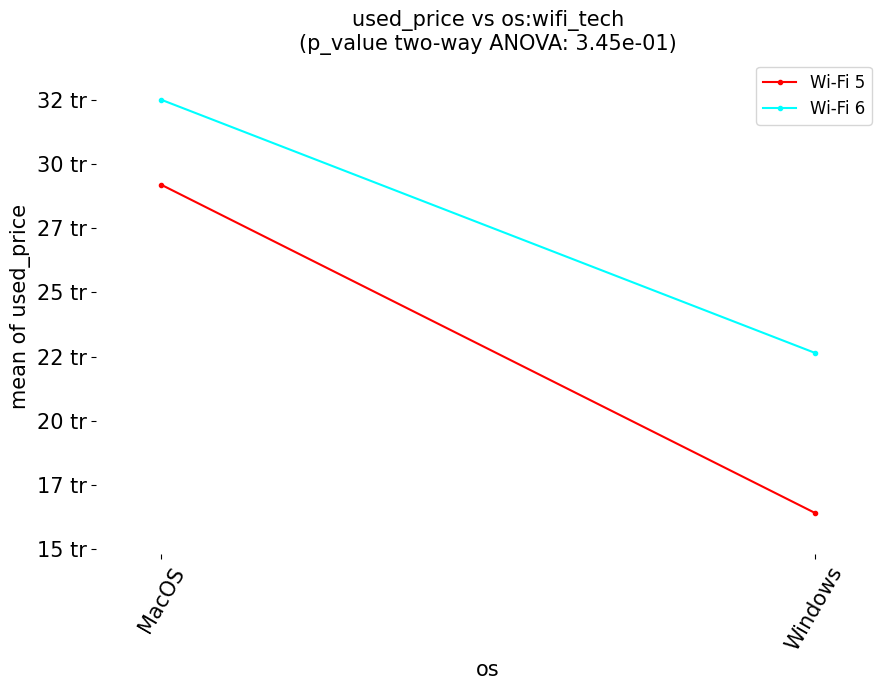 used_price vs os:wifi_tech
(p_value two-way ANOVA: 3.45e-01)
Wi-Fi 5
Wi-Fi 6
32 tr
30 tr
27 tr
25 tr
22 tr
20 tr
17 tr
15 tr
mean of used_price
MacOS
Windows
os